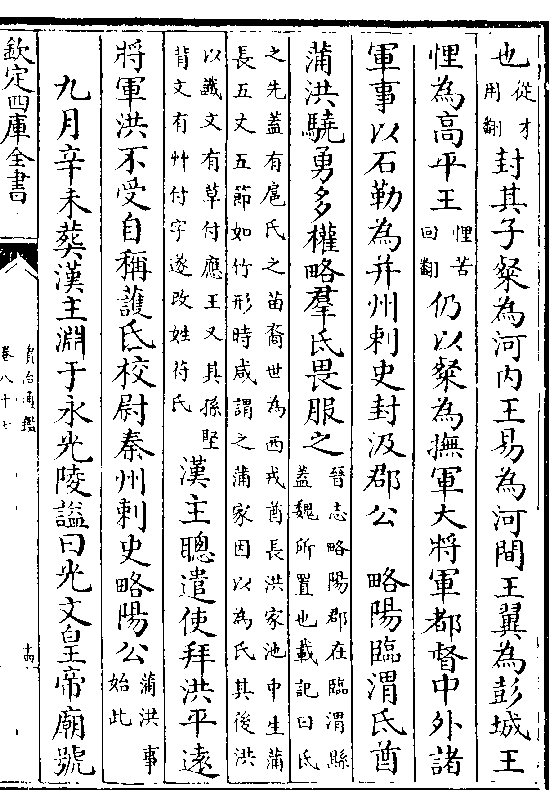 也從才用翻封其子粲為河内王易為河間王翼為彭城王
悝為高平王悝苦回翻仍以粲為撫軍大將軍都督中外諸
軍事以石勒為并州刺史封汲郡公　略陽臨渭氐酋
蒲洪驍勇多權略羣氐畏服之晉志略陽郡在臨渭縣蓋魏所置也載記曰氐
之先蓋有扈氏之苗裔世為西戎酋長洪家池中生蒲
長五丈五節如竹形時咸謂之蒲家因以為氏其後洪
以讖文有草付應王又其孫堅背文有艸付字遂改姓苻氏漢主聰遣使拜洪平遠
將軍洪不受自稱護氐校尉秦州刺史略陽公蒲洪事始此
九月辛未葬漢主淵于永光陵諡曰光文皇帝廟號
欽定四庫全書
資治通鑑
卷八十七
十四